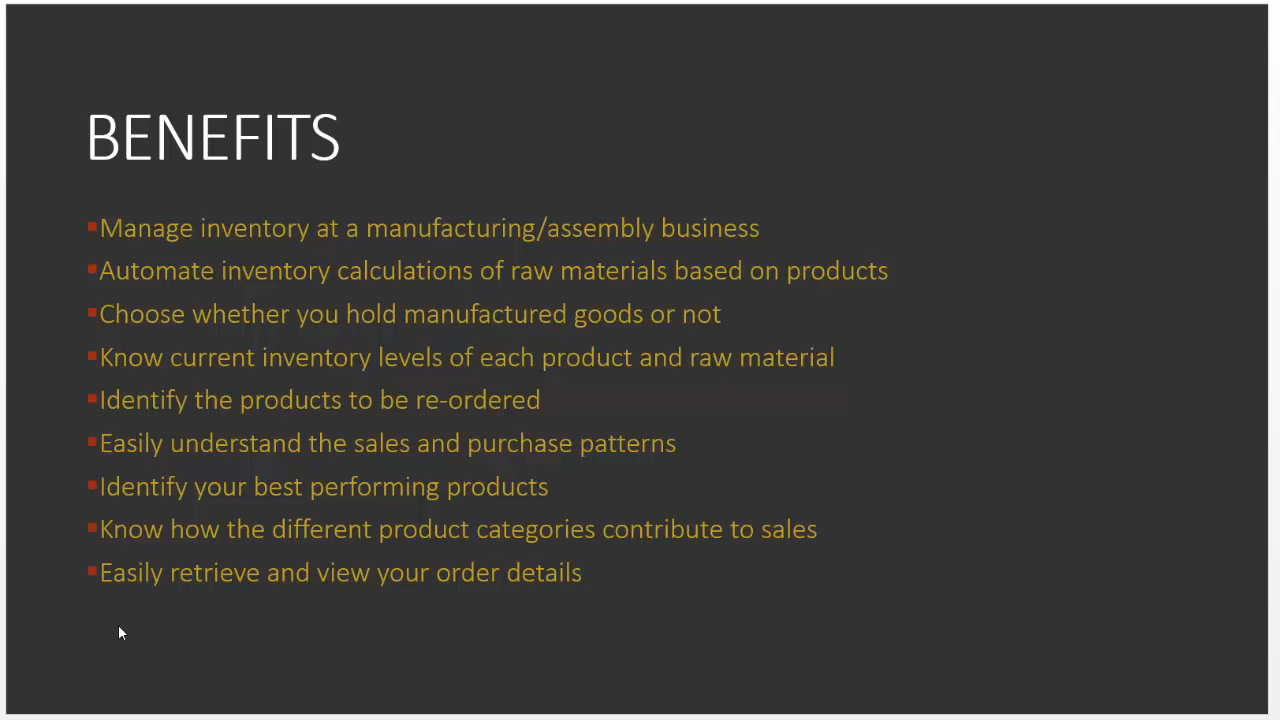 BENEFITS
▪Manage inventory at a manufacturing/assembly business
▪Automate inventory calculations of raw materials based on products
▪Choose whether you hold manufactured goods or not
▪Know current inventory levels of each product and raw material
▪Identify the products to be re-ordered
▪Easily understand the sales and purchase patterns
▪Identify your best performing products
▪Know how the different product categories contribute to sales
▪Easily retrieve and view your order details